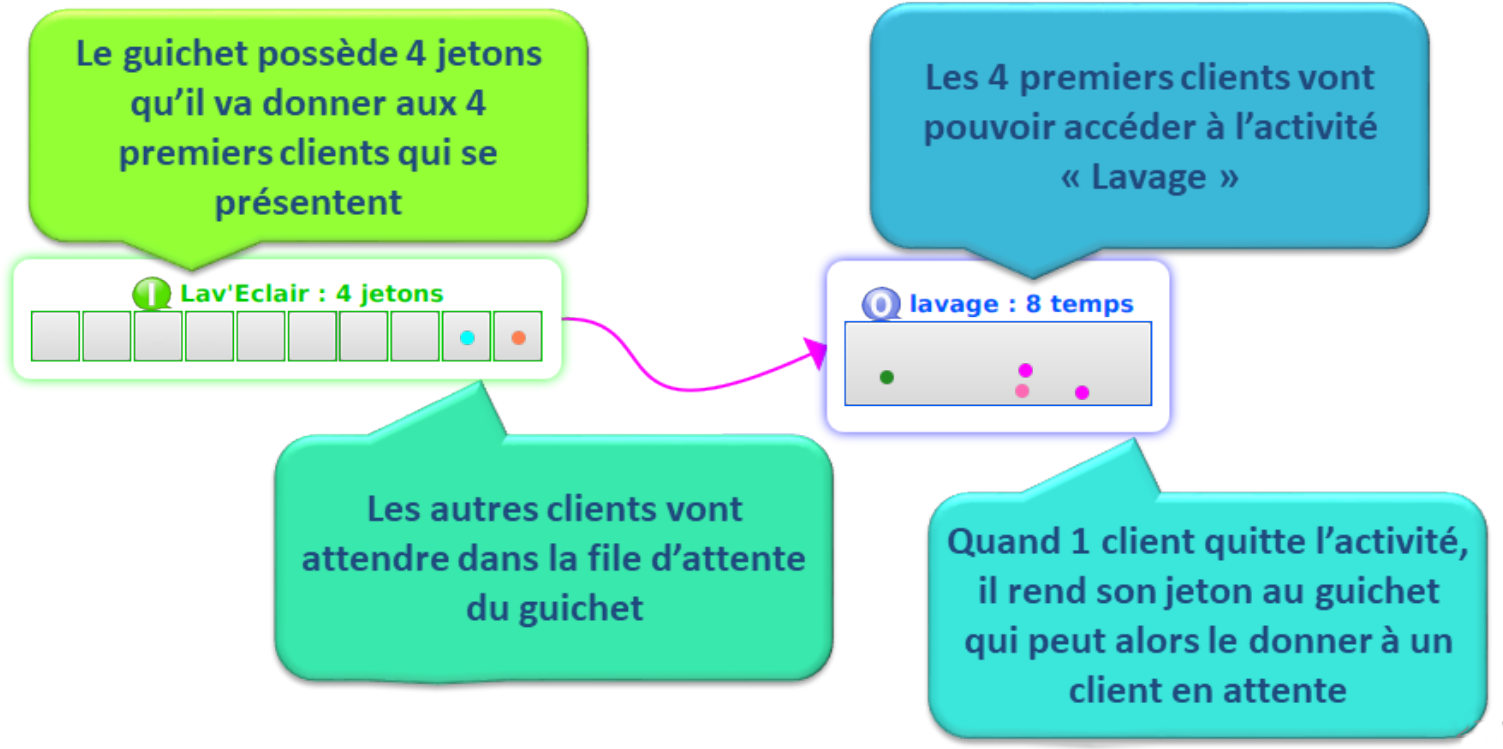 Le guichet possède 4 jetons
qu’il va donner aux 4
premiers clients qui se
présentent
Les 4 premiers clients vont
pouvoir accéder à l’activité
« Lavage »
I Lav'Eclair : 4 jetons
O lavage : 8 temps
Les autres clients vont
attendre dans la file d’attente
du guichet
Quand 1 client quitte l’activité,
il rend son jeton au guichet
qui peut alors le donner à un
client en attente